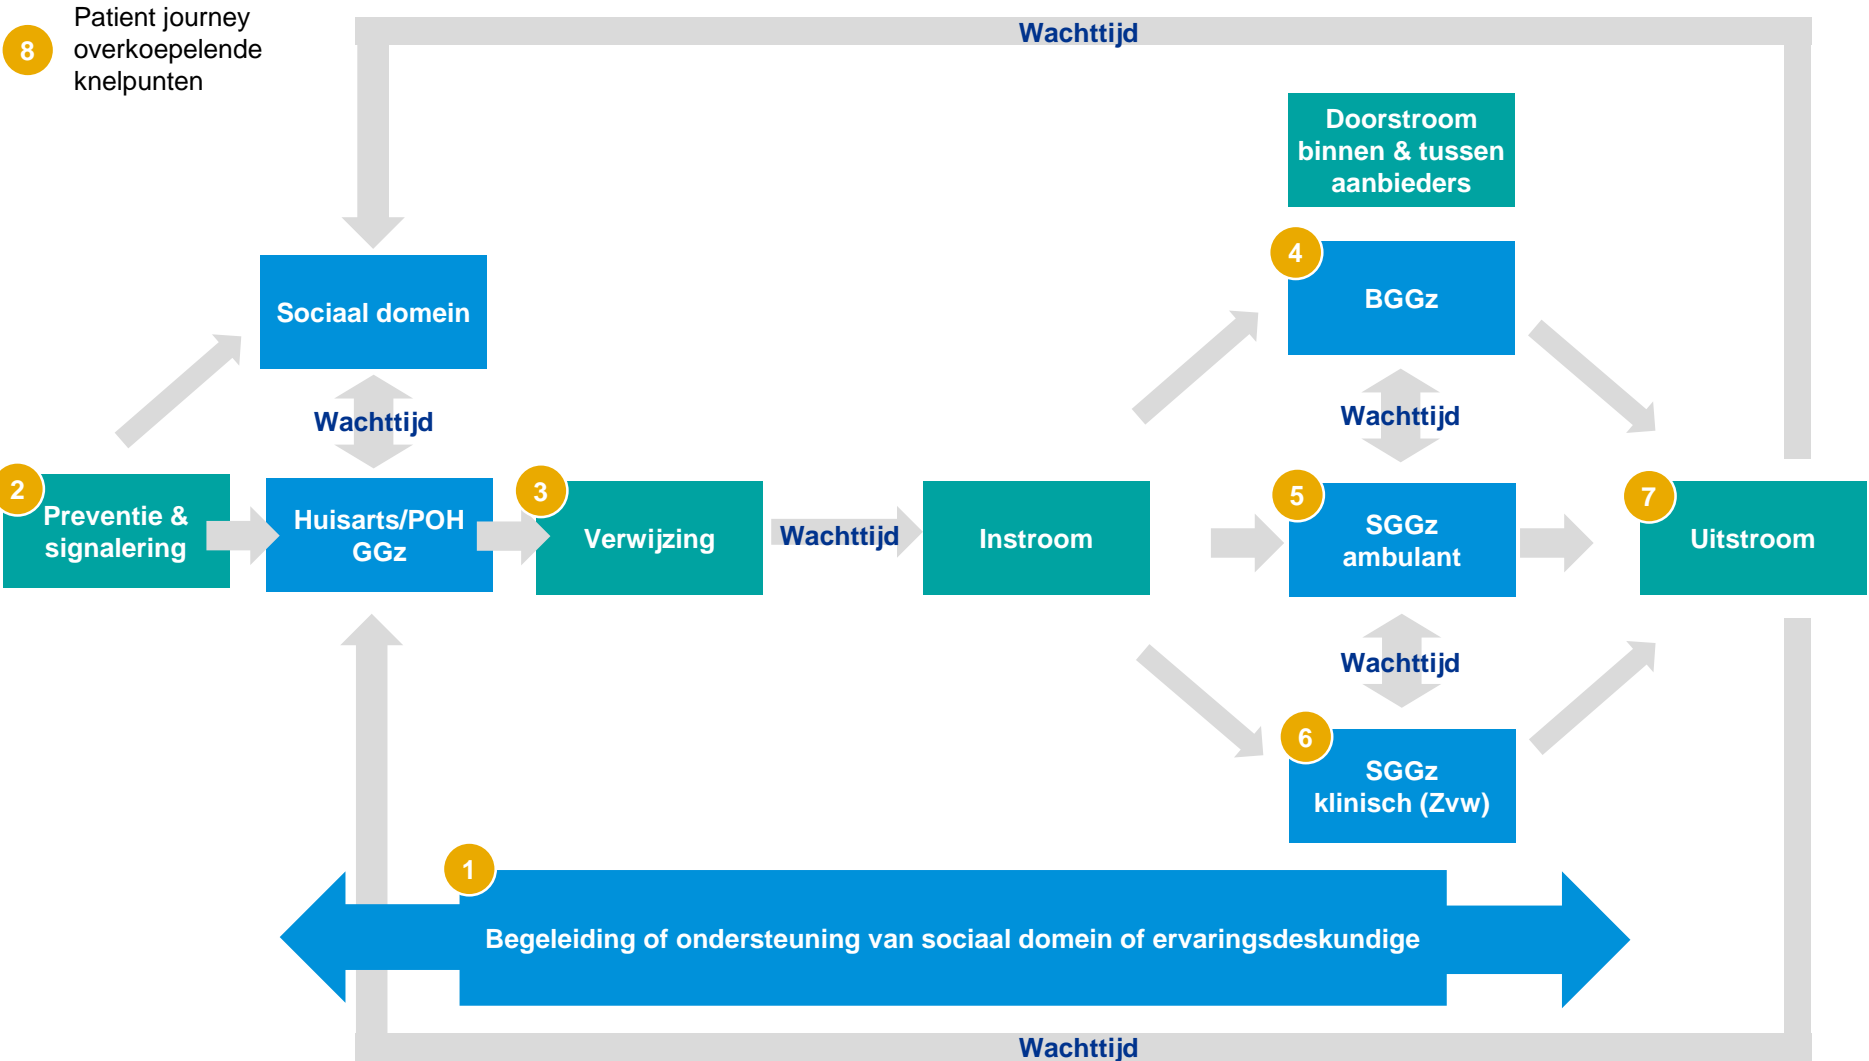 8
Patient journey
overkoepelende
knelpunten
Wachttijd
Doorstroom
binnen & tussen
aanbieders
4
BGGz
Sociaal domein
Wachttijd
Wachttijd
2
Preventie &
signalering
Huisarts/POH
GGz
3
Verwijzing
Wachttijd
Instroom
5
SGGz
ambulant
7
Uitstroom
Wachttijd
6
SGGz
klinisch (Zvw)
1
Begeleiding of ondersteuning van sociaal domein of ervaringsdeskundige
Wachttijd